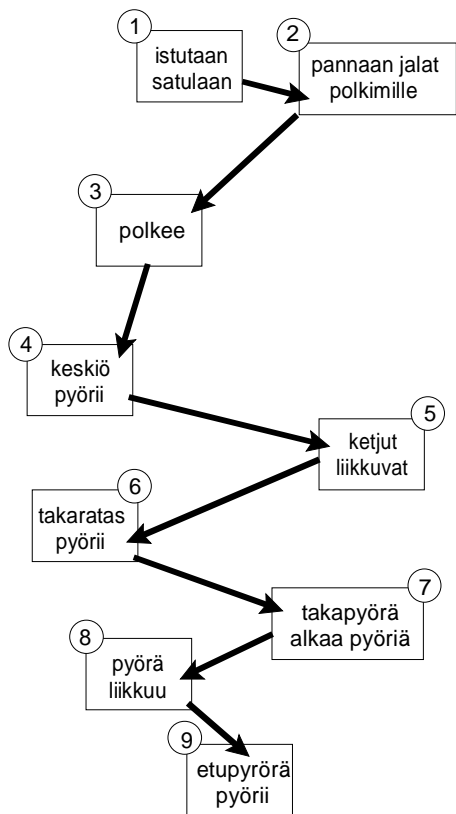 1
istutaan
satulaan
2
pannaan jalat
polkimille
3
polkee
4
keskiö
pyörii
5
ketjut
liikkuvat
6
takaratas
pyörii
7
takapyörä
alkaa pyöriä
8
pyörä
liikkuu
9
etupyrörä
pyörii